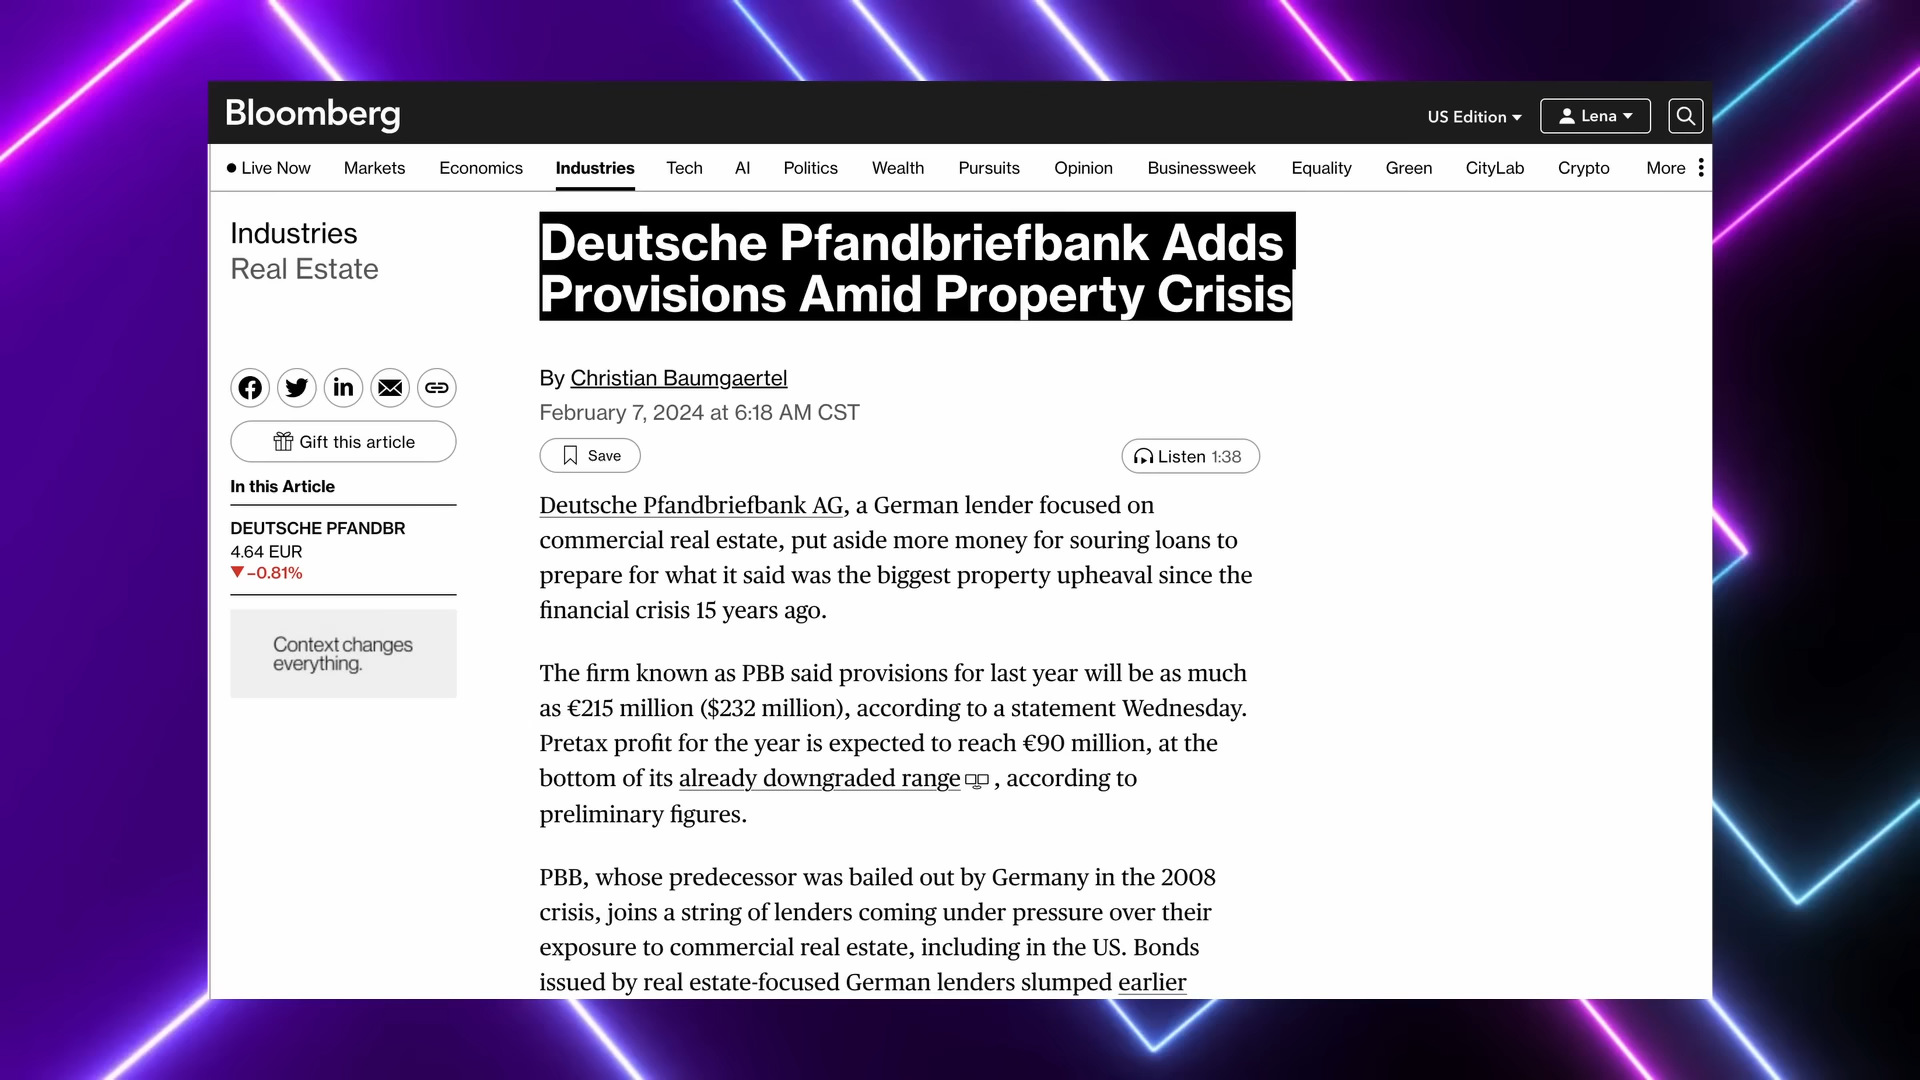 Bloomberg
US Edition
Lena
Live Now Markets Economics Industries Tech AI Politics Wealth Pursuits Opinion Businessweek Equality Green CityLab Crypto More
Industries
Real Estate
Deutsche Pfandbriefbank Adds
Provisions Amid Property Crisis
By Christian Baumgaertel
February 7, 2024 at 6:18 AM CST
Gift this article
Save
Listen 1:38
In this Article
DEUTSCHE PFANDBR
4.64 EUR
▼ –0.81%
Context changes
everything.
Deutsche Pfandbriefbank AG, a German lender focused on
commercial real estate, put aside more money for souring loans to
prepare for what it said was the biggest property upheaval since the
financial crisis 15 years ago.
The firm known as PBB said provisions for last year will be as much
as €215 million ($232 million), according to a statement Wednesday.
Pretax profit for the year is expected to reach €90 million, at the
bottom of its already downgraded range , according to
preliminary figures.
PBB, whose predecessor was bailed out by Germany in the 2008
crisis, joins a string of lenders coming under pressure over their
exposure to commercial real estate, including in the US. Bonds
issued by real estate-focused German lenders slumped earlier